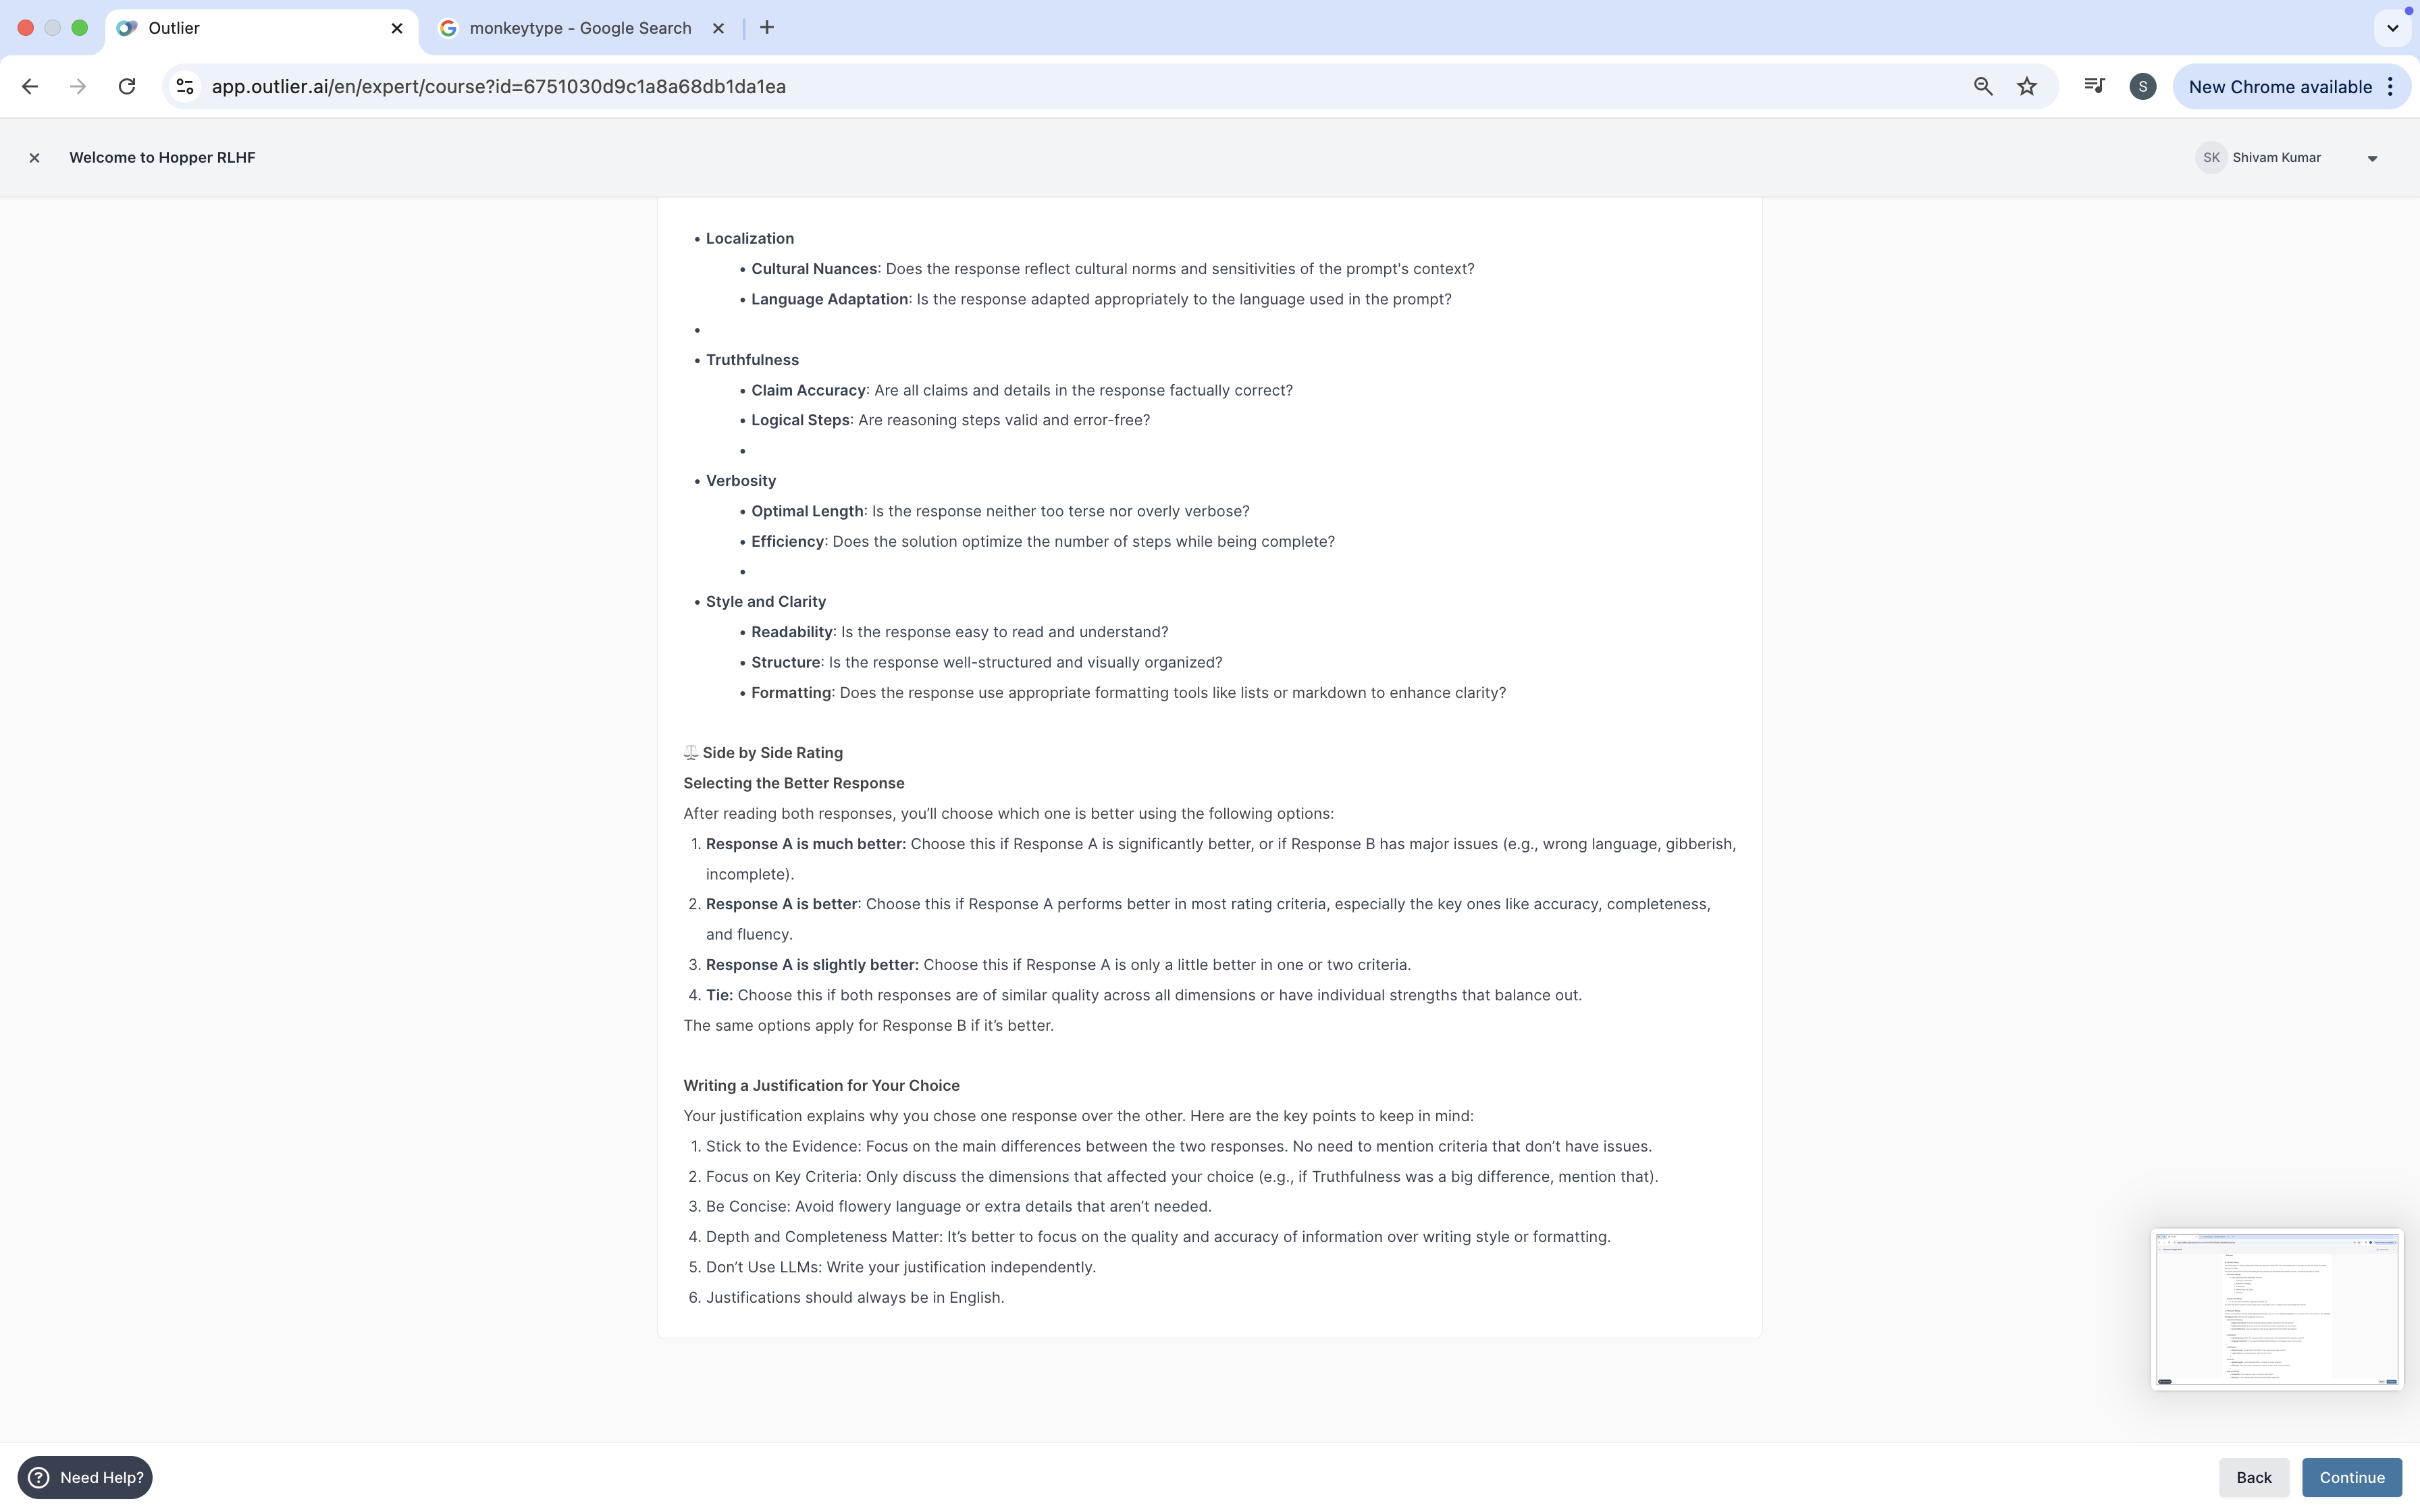 Outlier
monkeytype - Google Search
app.outlier.ai/en/expert/course?id=6751030d9c1a8a68db1da1ea
S
New Chrome available
Welcome to Hopper RLHF
SK Shivam Kumar
• Localization
• Cultural Nuances: Does the response reflect cultural norms and sensitivities of the prompt's context?
• Language Adaptation: Is the response adapted appropriately to the language used in the prompt?
•
• Truthfulness
• Claim Accuracy: Are all claims and details in the response factually correct?
• Logical Steps: Are reasoning steps valid and error-free?
•
• Verbosity
• Optimal Length: Is the response neither too terse nor overly verbose?
• Efficiency: Does the solution optimize the number of steps while being complete?
•
• Style and Clarity
• Readability: Is the response easy to read and understand?
• Structure: Is the response well-structured and visually organized?
• Formatting: Does the response use appropriate formatting tools like lists or markdown to enhance clarity?
⚖️ Side by Side Rating
Selecting the Better Response
After reading both responses, you’ll choose which one is better using the following options:
1. Response A is much better: Choose this if Response A is significantly better, or if Response B has major issues (e.g., wrong language, gibberish,
incomplete).
2. Response A is better: Choose this if Response A performs better in most rating criteria, especially the key ones like accuracy, completeness,
and fluency.
3. Response A is slightly better: Choose this if Response A is only a little better in one or two criteria.
4. Tie: Choose this if both responses are of similar quality across all dimensions or have individual strengths that balance out.
The same options apply for Response B if it’s better.
Writing a Justification for Your Choice
Your justification explains why you chose one response over the other. Here are the key points to keep in mind:
1. Stick to the Evidence: Focus on the main differences between the two responses. No need to mention criteria that don’t have issues.
2. Focus on Key Criteria: Only discuss the dimensions that affected your choice (e.g., if Truthfulness was a big difference, mention that).
3. Be Concise: Avoid flowery language or extra details that aren’t needed.
4. Depth and Completeness Matter: It’s better to focus on the quality and accuracy of information over writing style or formatting.
5. Don’t Use LLMs: Write your justification independently.
6. Justifications should always be in English.
? Need Help?
Back
Continue